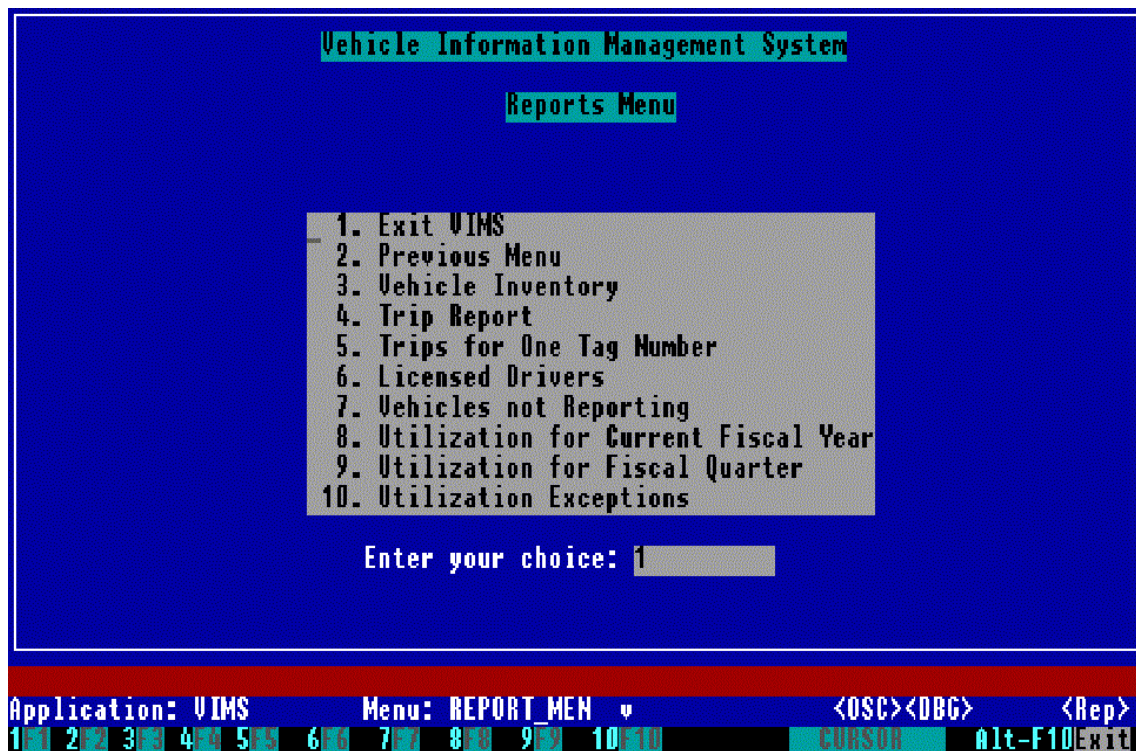 Vehicle Information Management System
Reports Menu
1. Exit VIMS
2. Previous Menu
3. Vehicle Inventory
4. Trip Report
5. Trips for One Tag Number
6. Licensed Drivers
7. Vehicles not Reporting
8. Utilization for Current Fiscal Year
9. Utilization for Fiscal Quarter
10. Utilization Exceptions
Enter your choice: 1
Application: VIMS Menu: REPORT_MEN v <OSC><DBG> <Rep>
1F1 2F2 3F3 4F4 5F5 6F6 7F7 8F8 9F9 10F10 CURSOR Alt-F10Exit